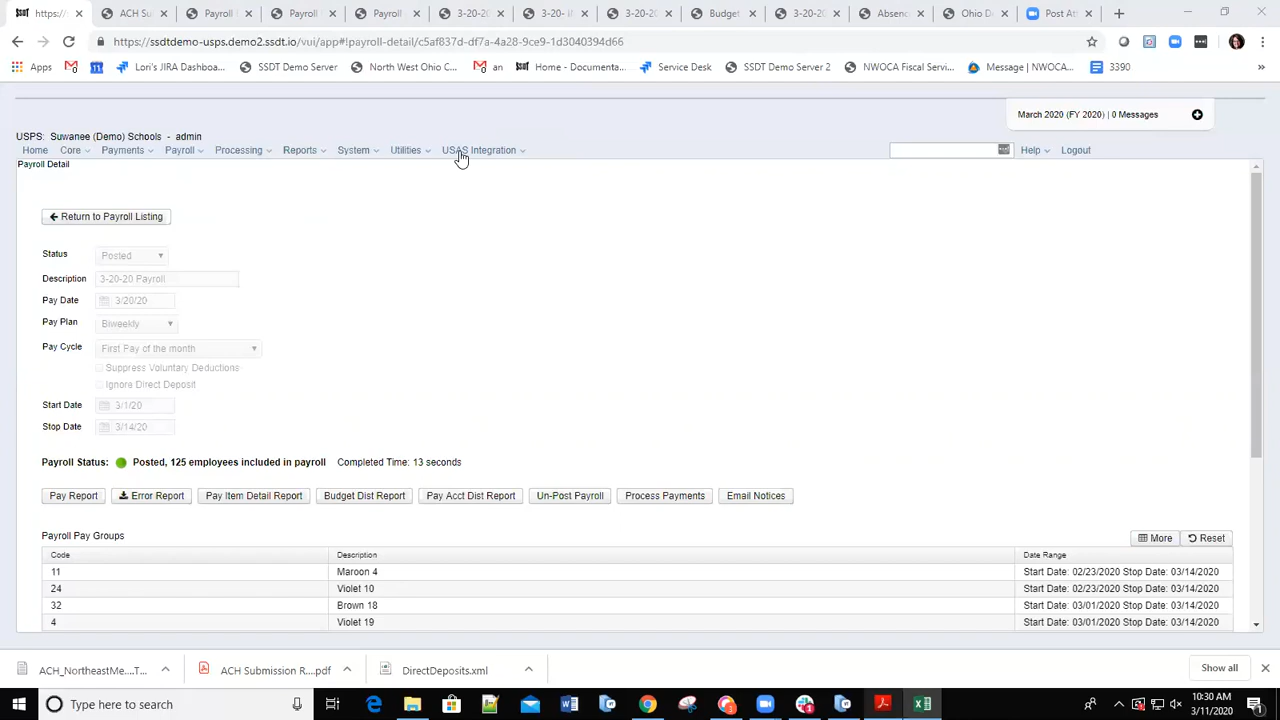 https://
ACH Su
Payroll
Payroll
Payroll
3-20-20
3-20- i
3-20-20
Budget
3-20-20
Absenc
Ohio D
Post At
https://ssdtdemo-usps.demo2.ssdt.io/vui/app#!payroll-detail/c5af837d-df7a-4a28-9ce9-1d3040394d66
Apps
Lori's JIRA Dashboa...
SSDT Demo Server
North West Ohio C...
an
Home - Documenta...
Service Desk
SSDT Demo Server 2
NWOCA Fiscal Servi...
Message | NWOCA...
3390
»
March 2020 (FY 2020) | 0 Messages
USPS: Suwanee (Demo) Schools - admin
Home Core Payments Payroll Processing Reports System Utilities USAS Integration Help Logout
Payroll Detail
Return to Payroll Listing
Status Posted
Description 3-20-20 Payroll
Pay Date 3/20/20
Pay Plan Biweekly
Pay Cycle First Pay of the month
Suppress Voluntary Deductions
Ignore Direct Deposit
Start Date 3/1/20
Stop Date 3/14/20
Payroll Status: Posted, 125 employees included in payroll Completed Time: 13 seconds
Pay Report Error Report Pay Item Detail Report Budget Dist Report Pay Acct Dist Report Un-Post Payroll Process Payments Email Notices
Payroll Pay Groups More Reset
Code Description Date Range
11 Maroon 4 Start Date: 02/23/2020 Stop Date: 03/14/2020
24 Violet 10 Start Date: 02/23/2020 Stop Date: 03/14/2020
32 Brown 18 Start Date: 03/01/2020 Stop Date: 03/14/2020
4 Violet 19 Start Date: 03/01/2020 Stop Date: 03/14/2020
ACH_NortheastMe....T...
ACH Submission R....pdf
DirectDeposits.xml
Show all
Type here to search
10:30 AM
3/11/2020